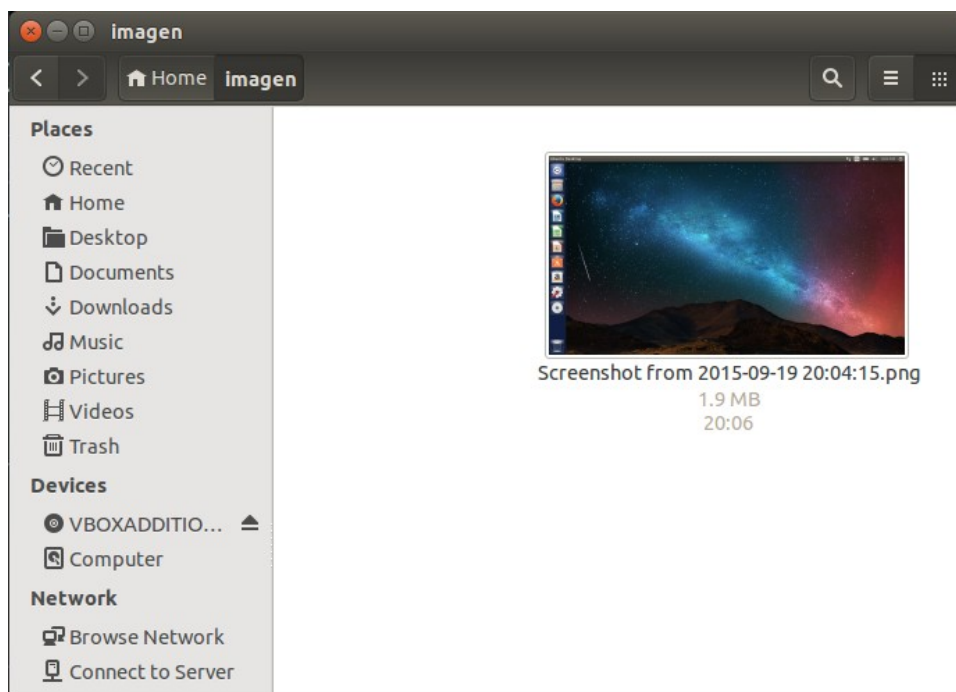 imagen
Home imagen
Places
Recent
Home
Desktop
Documents
Downloads
Music
Pictures
Videos
Trash
Devices
VBOXADDITIO...
Computer
Network
Browse Network
Connect to Server
Screenshot from 2015-09-19 20:04:15.png
1.9 MB
20:06